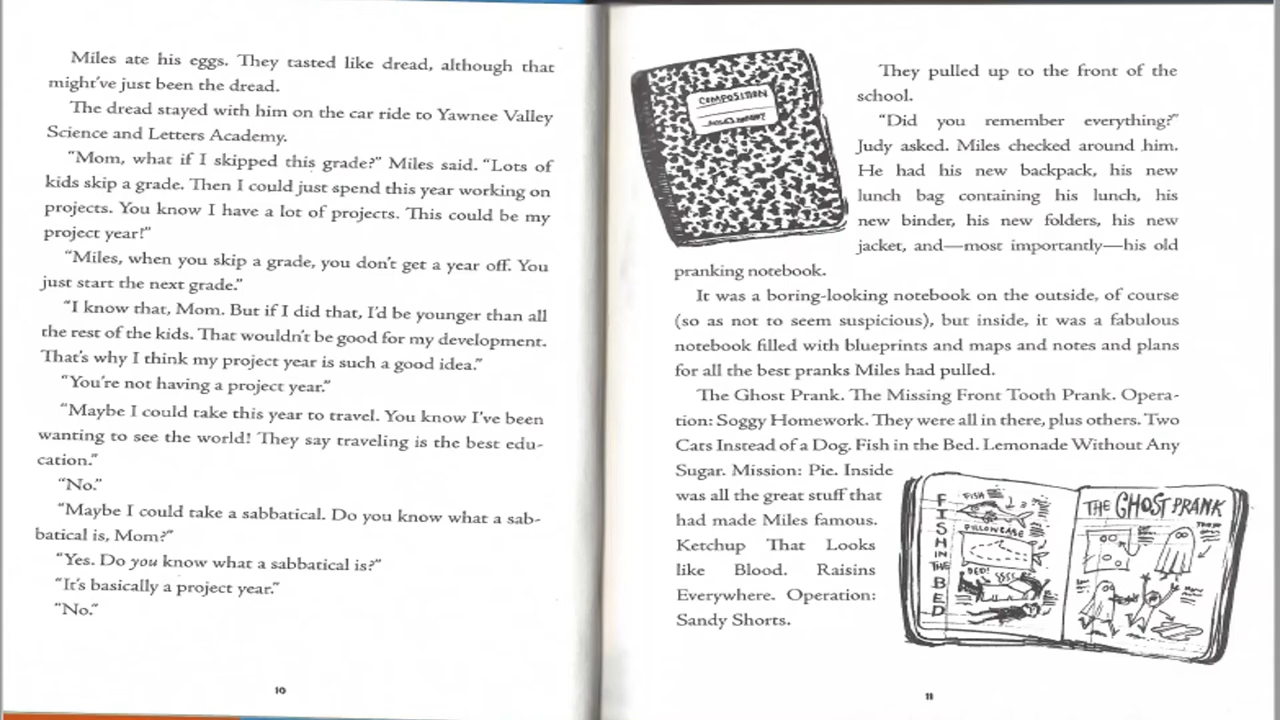 Miles ate his eggs. They tasted like dread, although that
might've just been the dread.
The dread stayed with him on the car ride to Yawnee Valley
Science and Letters Academy.
"Mom, what if I skipped this grade?" Miles said. "Lots of
kids skip a grade. Then I could just spend this year working on
projects. You know I have a lot of projects. This could be my
project year!"
"Miles, when you skip a grade, you don't get a year off. You
just start the next grade."
"I know that, Mom. But if I did that, I'd be younger than all
the rest of the kids. That wouldn't be good for my development.
That's why I think my project year is such a good idea."
"You're not having a project year."
"Maybe I could take this year to travel. You know I've been
wanting to see the world! They say traveling is the best edu-
cation."
"No."
"Maybe I could take a sabbatical. Do you know what a sab-
batical is, Mom?"
"Yes. Do you know what a sabbatical is?"
"It's basically a project year."
"No."
10
COMPOSITION
They pulled up to the front of the
school.
"Did you remember everything?"
Judy asked. Miles checked around him.
He had his new backpack, his new
lunch bag containing his lunch, his
new binder, his new folders, his new
jacket, and—most importantly—his old
pranking notebook.
It was a boring-looking notebook on the outside, of course
(so as not to seem suspicious), but inside, it was a fabulous
notebook filled with blueprints and maps and notes and plans
for all the best pranks Miles had pulled.
The Ghost Prank. The Missing Front Tooth Prank. Opera-
tion: Soggy Homework. They were all in there, plus others. Two
Cats Instead of a Dog. Fish in the Bed. Lemonade Without Any
Sugar. Mission: Pie. Inside
was all the great stuff that
had made Miles famous.
Ketchup That Looks
like Blood. Raisins
Everywhere. Operation:
Sandy Shorts.
FISH IN THE BED
FISH
PILLOWCASE
BED!
THE GHOST PRANK
11